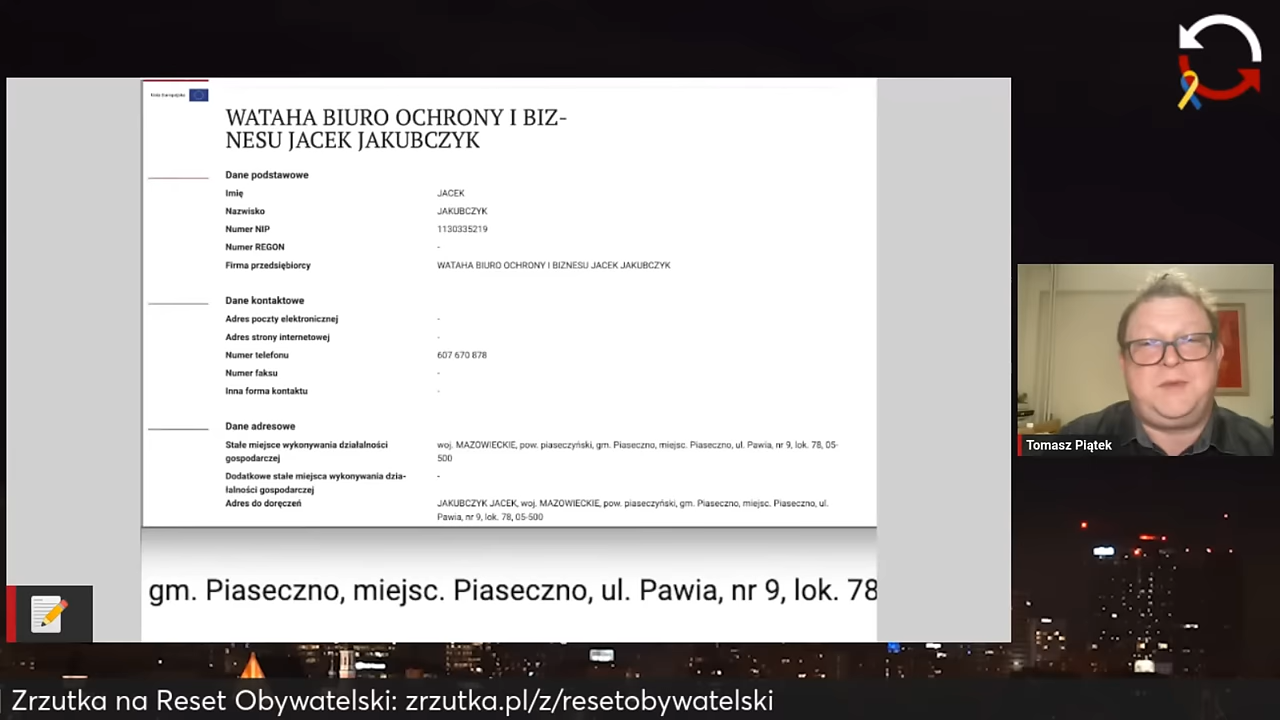 Unia Europejska
WATAHA BIURO OCHRONY I BIZ-
NESU JACEK JAKUBCZYK
Dane podstawowe
Imię JACEK
Nazwisko JAKUBCZYK
Numer NIP 1130335219
Numer REGON -
Firma przedsiębiorcy WATAHA BIURO OCHRONY I BIZNESU JACEK JAKUBCZYK
Dane kontaktowe
Adres poczty elektronicznej -
Adres strony internetowej -
Numer telefonu 607 670 878
Numer faksu -
Inna forma kontaktu -
Dane adresowe
Stałe miejsce wykonywania działalności woj. MAZOWIECKIE, pow. piaseczyński, gm. Piaseczno, miejsc. Piaseczno, ul. Pawia, nr 9, lok. 78, 05-
gospodarczej 500
Dodatkowe stałe miejsca wykonywania dzia- -
łalności gospodarczej
Adres do doręczeń JAKUBCZYK JACEK, woj. MAZOWIECKIE, pow. piaseczyński, gm. Piaseczno, miejsc. Piaseczno, ul.
Pawia, nr 9, lok. 78, 05-500
gm. Piaseczno, miejsc. Piaseczno, ul. Pawia, nr 9, lok. 78
Tomasz Piątek
Zrzutka na Reset Obywatelski: zrzutka.pl/z/resetobywatelski